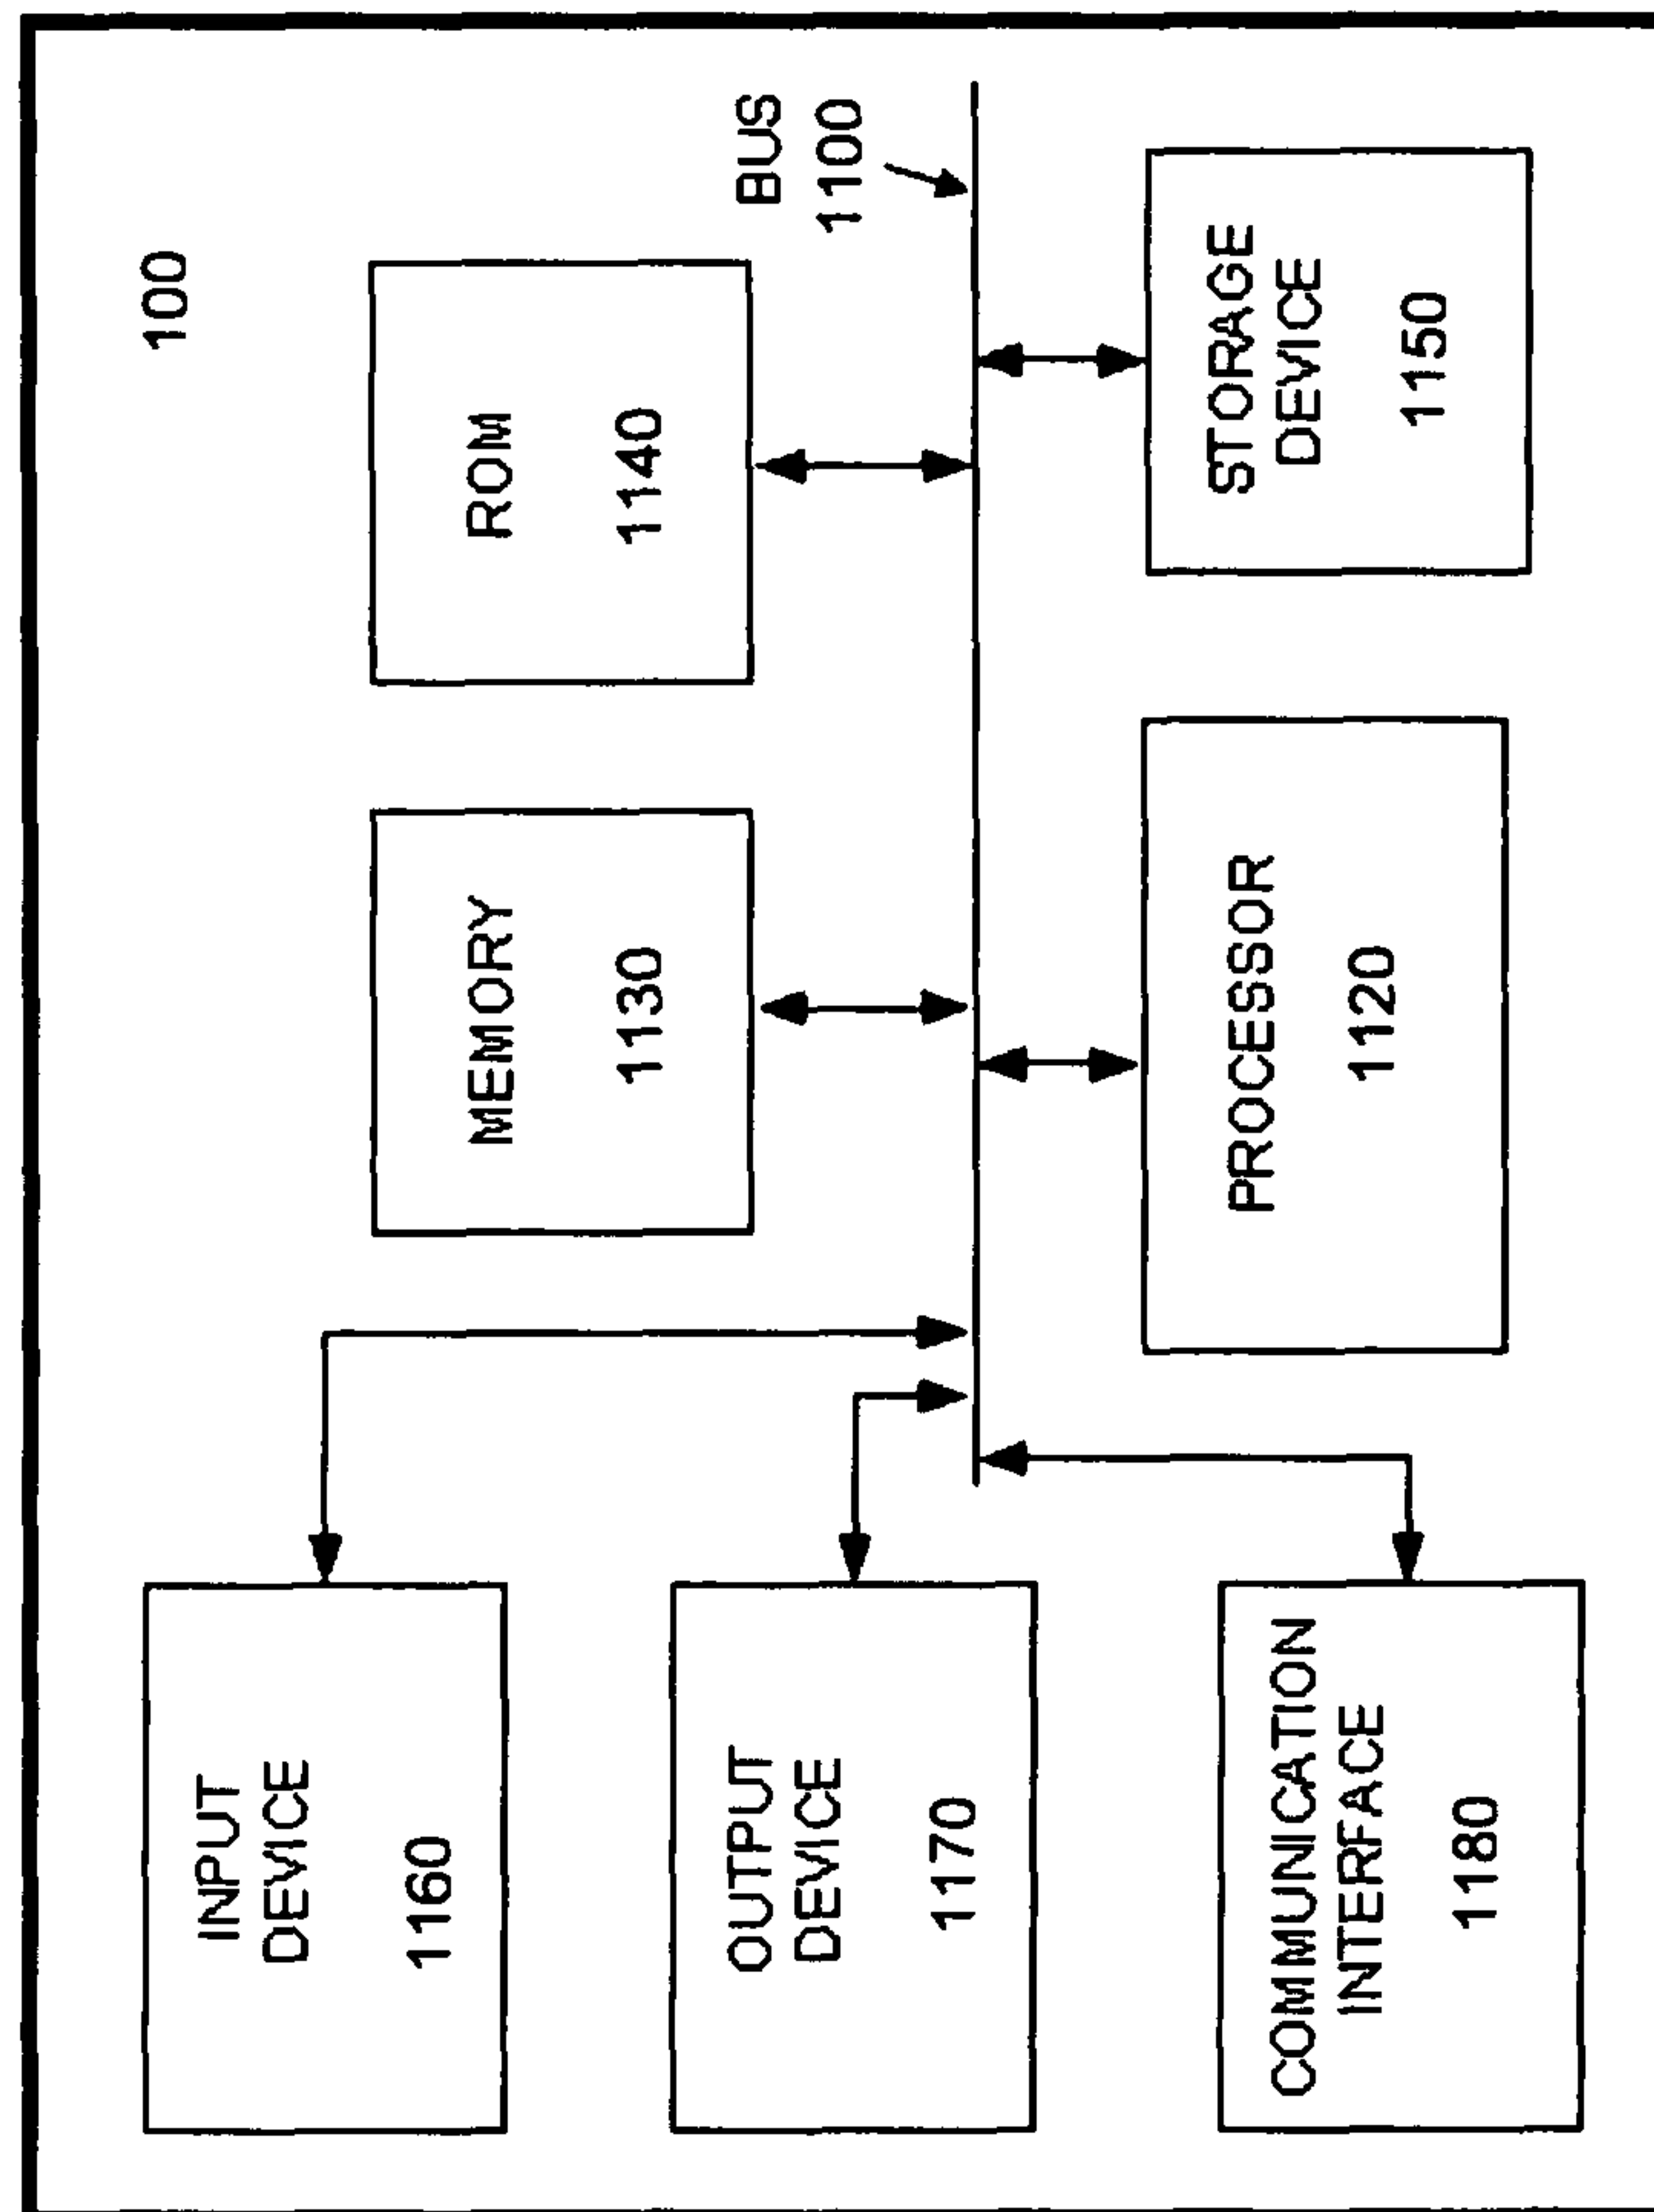 100
INPUT
DEVICE
1160
MEMORY
1130
ROM
1140
BUS
1100
OUTPUT
DEVICE
1170
COMMUNICATION
INTERFACE
1180
PROCESSOR
1120
STORAGE
DEVICE
1150